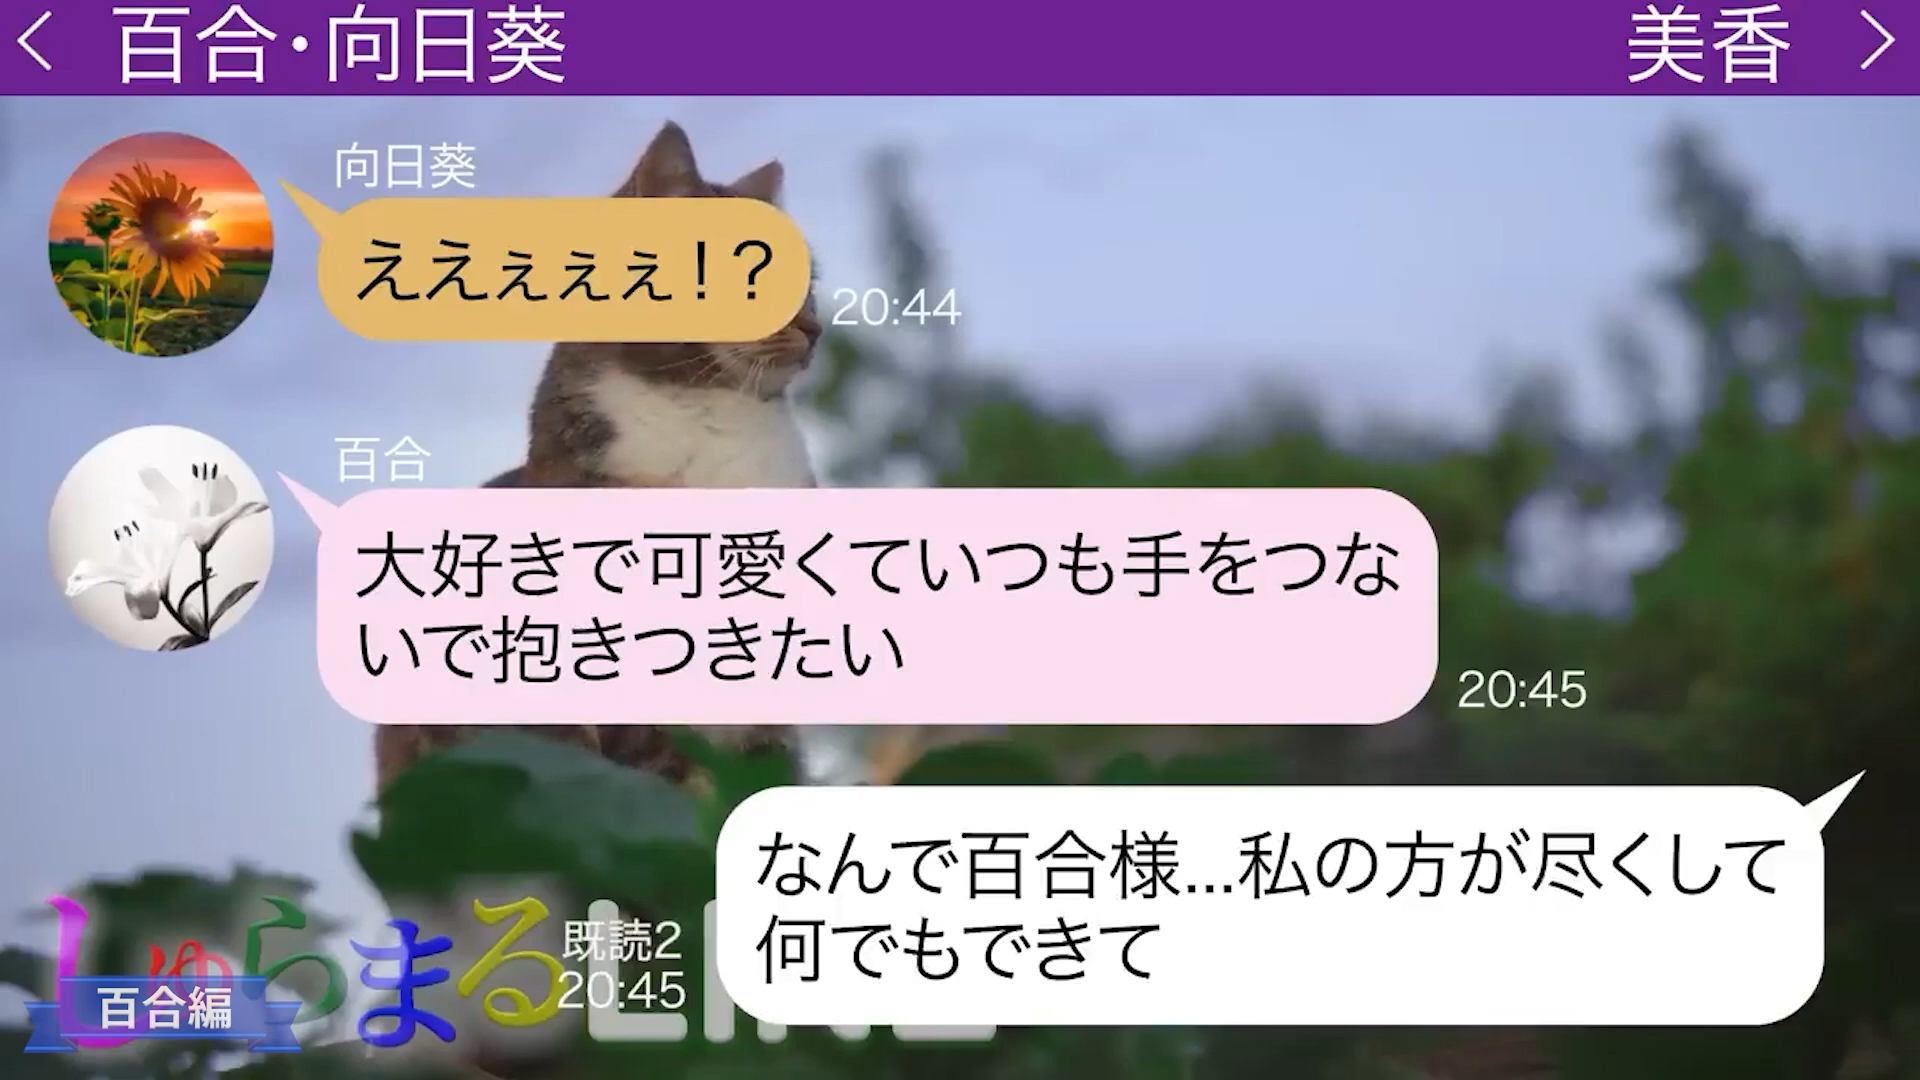 百合・向日葵
美香
向日葵
ええぇぇぇ！？
20:44
百合
大好きで可愛くていつも手をつな
いで抱きつきたい
20:45
なんで百合様…私の方が尽くして
何でもできて
既読2
20:45
しゅらまるLINE
百合編